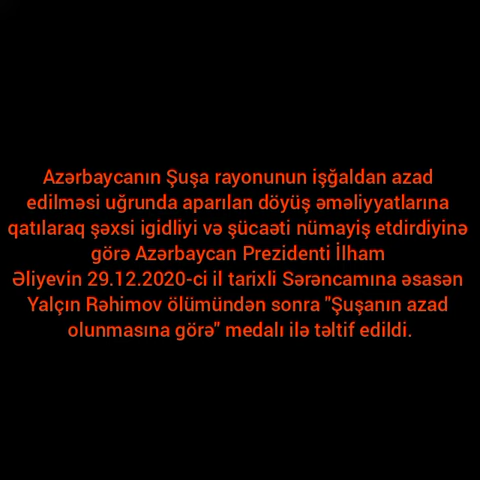 Azərbaycanın Şuşa rayonunun işğaldan azad
edilməsi uğrunda aparılan döyüş əməliyyatlarına
qatılaraq şəxsi igidliyi və şücaəti nümayiş etdirdiyinə
görə Azərbaycan Prezidenti İlham
Əliyevin 29.12.2020-ci il tarixli Sərəncamına əsasən
Yalçın Rəhimov ölümündən sonra "Şuşanın azad
olunmasına görə" medalı ilə təltif edildi.